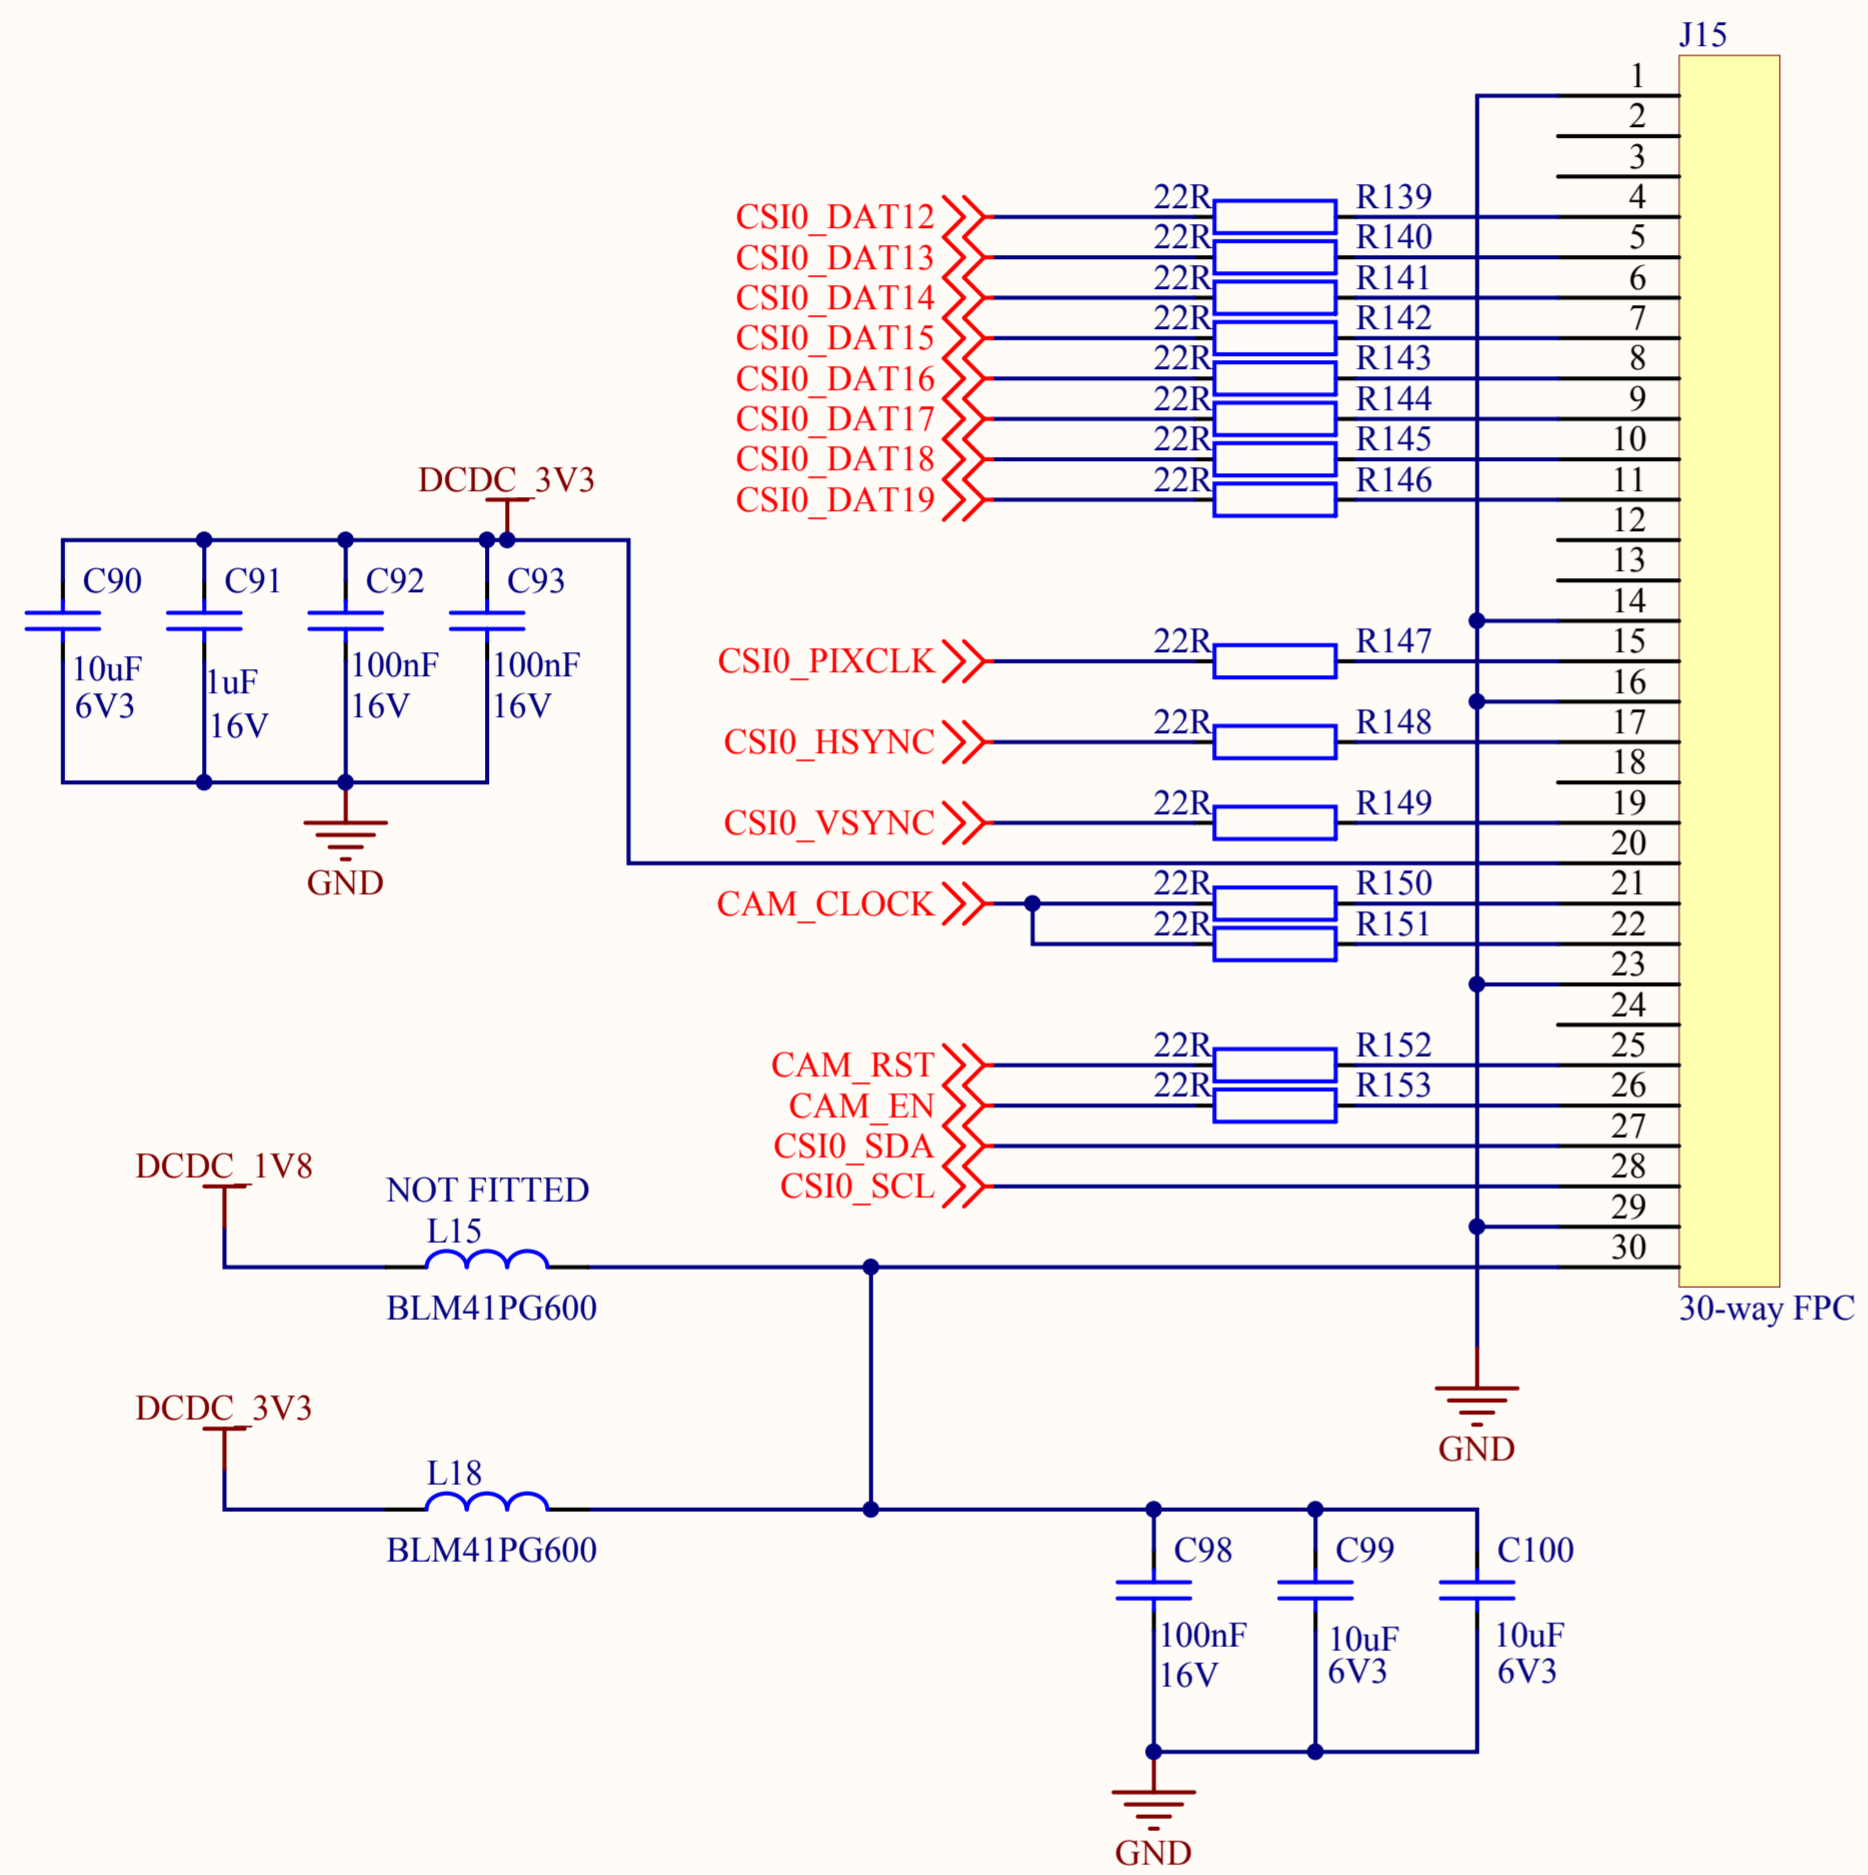 J15
1
2
3
CSI0_DAT12 22R R139 4
CSI0_DAT13 22R R140 5
CSI0_DAT14 22R R141 6
CSI0_DAT15 22R R142 7
CSI0_DAT16 22R R143 8
CSI0_DAT17 22R R144 9
CSI0_DAT18 22R R145 10
CSI0_DAT19 22R R146 11
12
13
14
CSI0_PIXCLK 22R R147 15
16
CSI0_HSYNC 22R R148 17
18
CSI0_VSYNC 22R R149 19
20
CAM_CLOCK 22R R150 21
22R R151 22
23
24
CAM_RST 22R R152 25
CAM_EN 22R R153 26
CSI0_SDA 27
CSI0_SCL 28
29
30
30-way FPC
GND
DCDC_3V3
C90 C91 C92 C93
10uF 1uF 100nF 100nF
6V3 16V 16V 16V
GND
DCDC_1V8
NOT FITTED
L15
BLM41PG600
DCDC_3V3
L18
BLM41PG600
C98 C99 C100
100nF 10uF 10uF
16V 6V3 6V3
GND